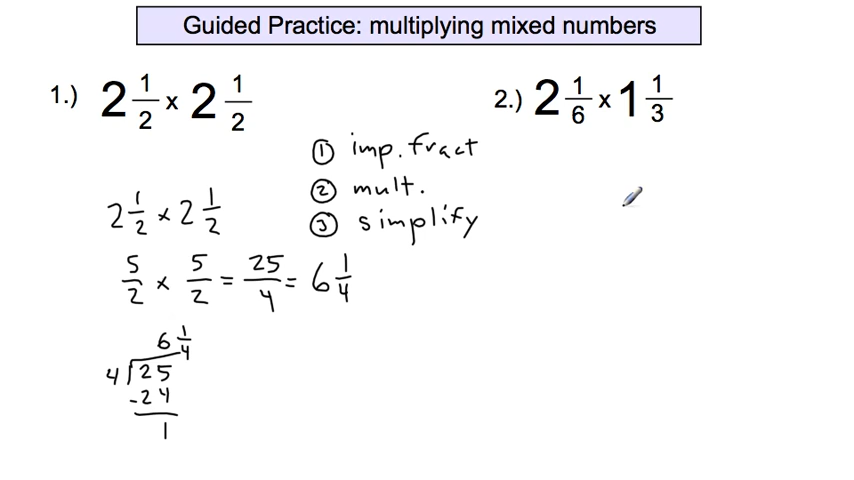 Guided Practice: multiplying mixed numbers
1.) 2 1/2 x 2 1/2
① imp. fract
② mult.
③ simplify
2 1/2 x 2 1/2
5/2 x 5/2 = 25/4 = 6 1/4
6 1/4
4 25
-24
1
2.) 2 1/6 x 1 1/3